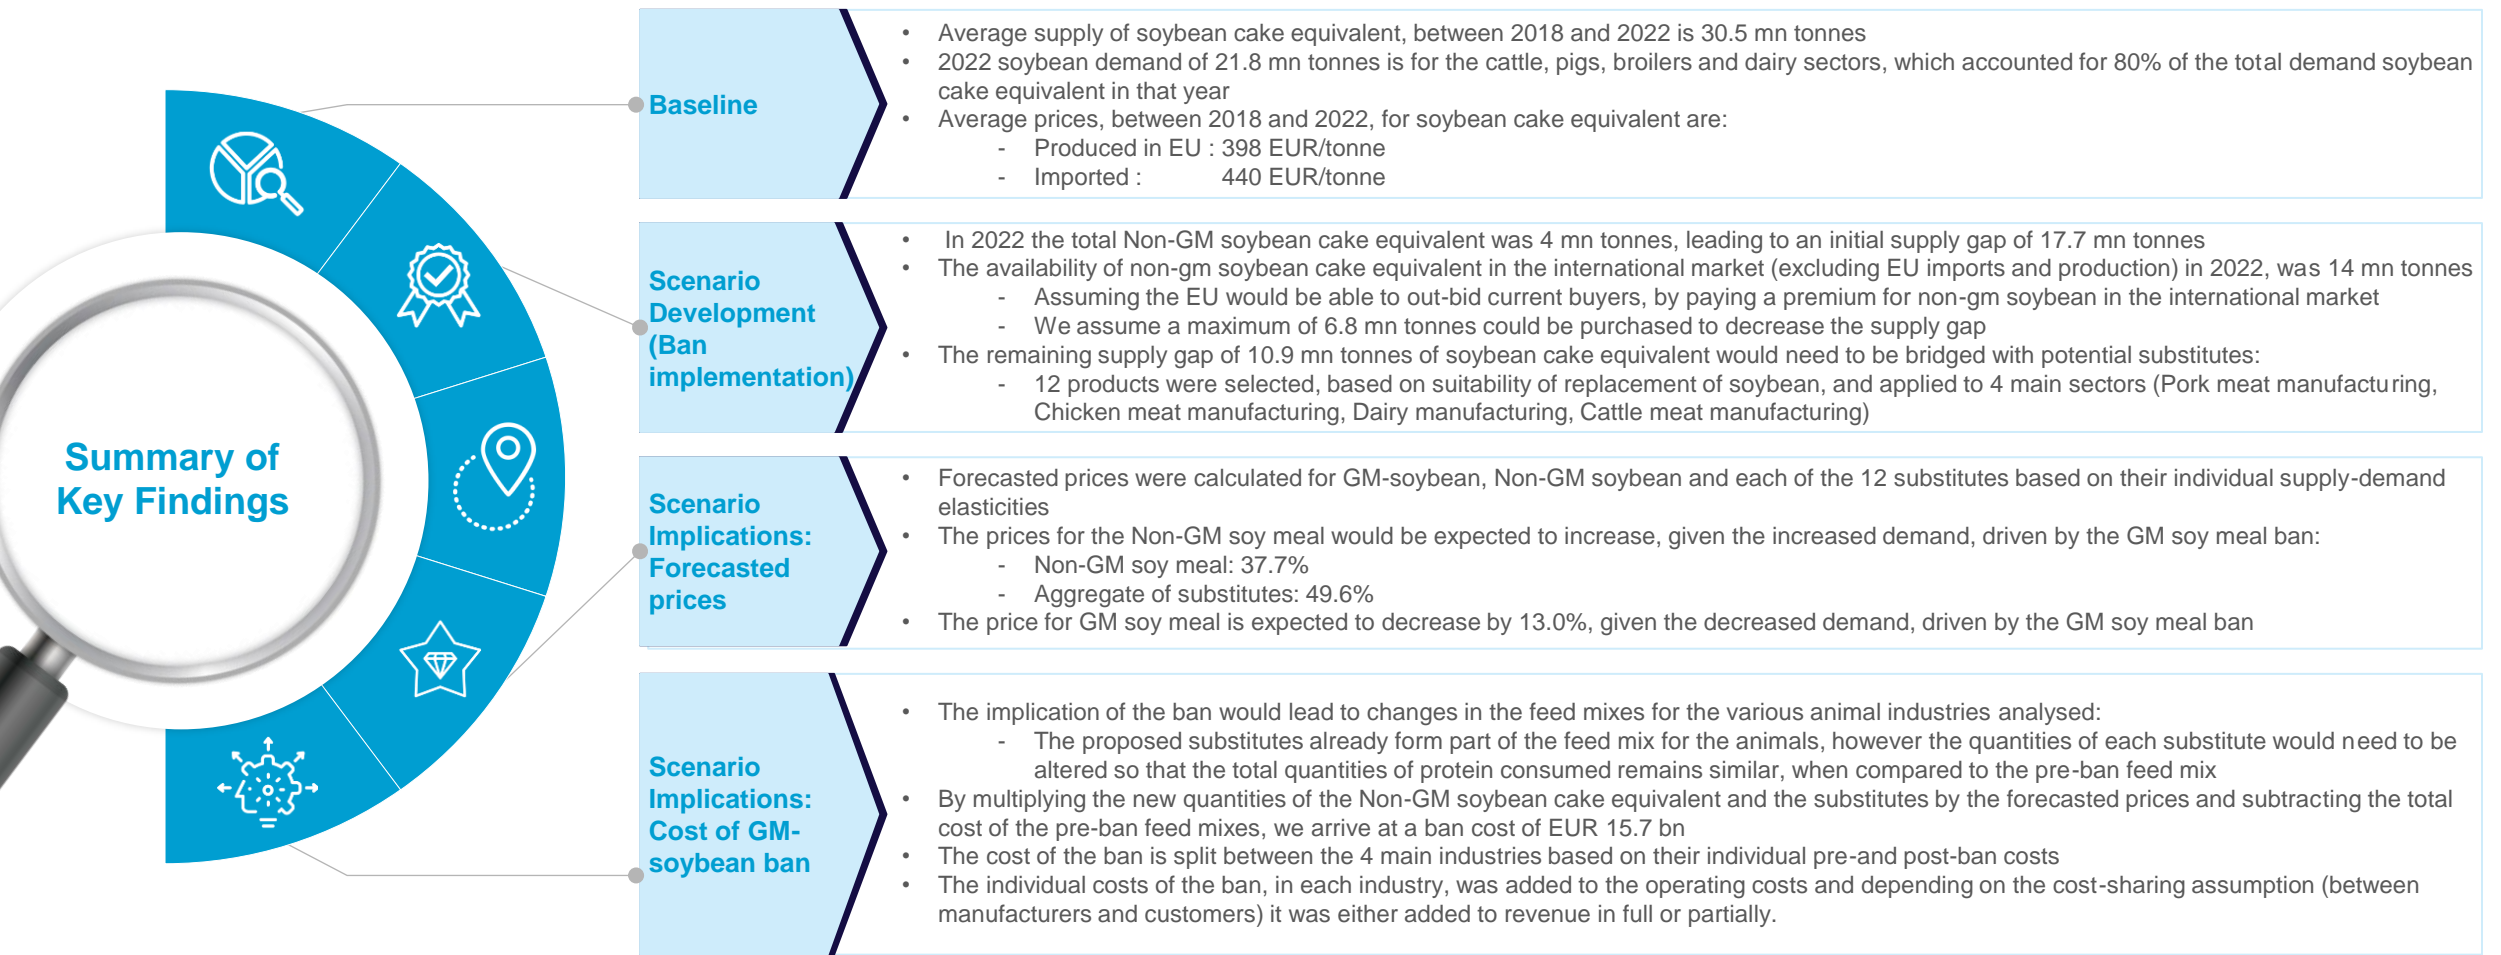 Summary of
Key Findings
Baseline
• Average supply of soybean cake equivalent, between 2018 and 2022 is 30.5 mn tonnes
• 2022 soybean demand of 21.8 mn tonnes is for the cattle, pigs, broilers and dairy sectors, which accounted for 80% of the total demand soybean
cake equivalent in that year
• Average prices, between 2018 and 2022, for soybean cake equivalent are:
- Produced in EU : 398 EUR/tonne
- Imported : 440 EUR/tonne
Scenario
Development
(Ban
implementation)
• In 2022 the total Non-GM soybean cake equivalent was 4 mn tonnes, leading to an initial supply gap of 17.7 mn tonnes
• The availability of non-gm soybean cake equivalent in the international market (excluding EU imports and production) in 2022, was 14 mn tonnes
- Assuming the EU would be able to out-bid current buyers, by paying a premium for non-gm soybean in the international market
- We assume a maximum of 6.8 mn tonnes could be purchased to decrease the supply gap
• The remaining supply gap of 10.9 mn tonnes of soybean cake equivalent would need to be bridged with potential substitutes:
- 12 products were selected, based on suitability of replacement of soybean, and applied to 4 main sectors (Pork meat manufacturing,
Chicken meat manufacturing, Dairy manufacturing, Cattle meat manufacturing)
Scenario
Implications:
Forecasted
prices
• Forecasted prices were calculated for GM-soybean, Non-GM soybean and each of the 12 substitutes based on their individual supply-demand
elasticities
• The prices for the Non-GM soy meal would be expected to increase, given the increased demand, driven by the GM soy meal ban:
- Non-GM soy meal: 37.7%
- Aggregate of substitutes: 49.6%
• The price for GM soy meal is expected to decrease by 13.0%, given the decreased demand, driven by the GM soy meal ban
Scenario
Implications:
Cost of GM-
soybean ban
• The implication of the ban would lead to changes in the feed mixes for the various animal industries analysed:
- The proposed substitutes already form part of the feed mix for the animals, however the quantities of each substitute would need to be
altered so that the total quantities of protein consumed remains similar, when compared to the pre-ban feed mix
• By multiplying the new quantities of the Non-GM soybean cake equivalent and the substitutes by the forecasted prices and subtracting the total
cost of the pre-ban feed mixes, we arrive at a ban cost of EUR 15.7 bn
• The cost of the ban is split between the 4 main industries based on their individual pre-and post-ban costs
• The individual costs of the ban, in each industry, was added to the operating costs and depending on the cost-sharing assumption (between
manufacturers and customers) it was either added to revenue in full or partially.